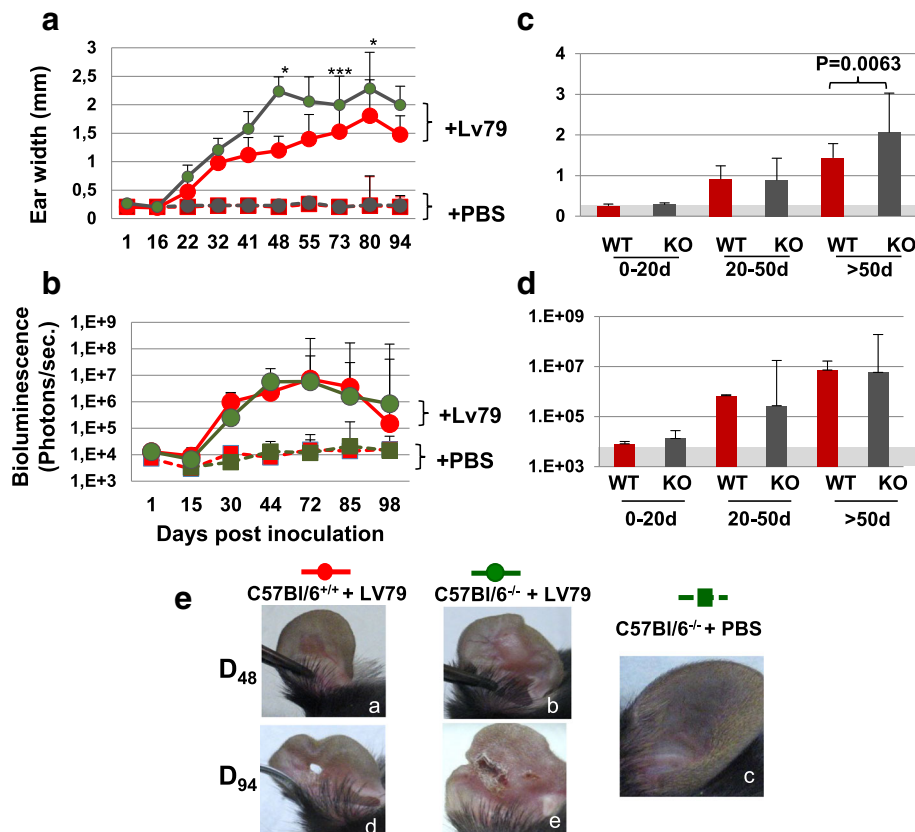 a
Ear width (mm)
3
2,5
2
1,5
1
0,5
0
* *** *
+Lv79
+PBS
1 16 22 32 41 48 55 73 80 94
b
Bioluminescence
(Photons/sec.)
1,E+9
1,E+8
1,E+7
1,E+6
1,E+5
1,E+4
1,E+3
+Lv79
+PBS
1 15 30 44 72 85 98
Days post inoculation
c
4
3
2
1
0
P=0.0063
WT KO WT KO WT KO
0-20d 20-50d >50d
d
1.E+09
1.E+07
1.E+05
1.E+03
WT KO WT KO WT KO
0-20d 20-50d >50d
e
C57Bl/6+/+ + LV79
C57Bl/6-/- + LV79
C57Bl/6-/- + PBS
D48
a
b
c
D94
d
e